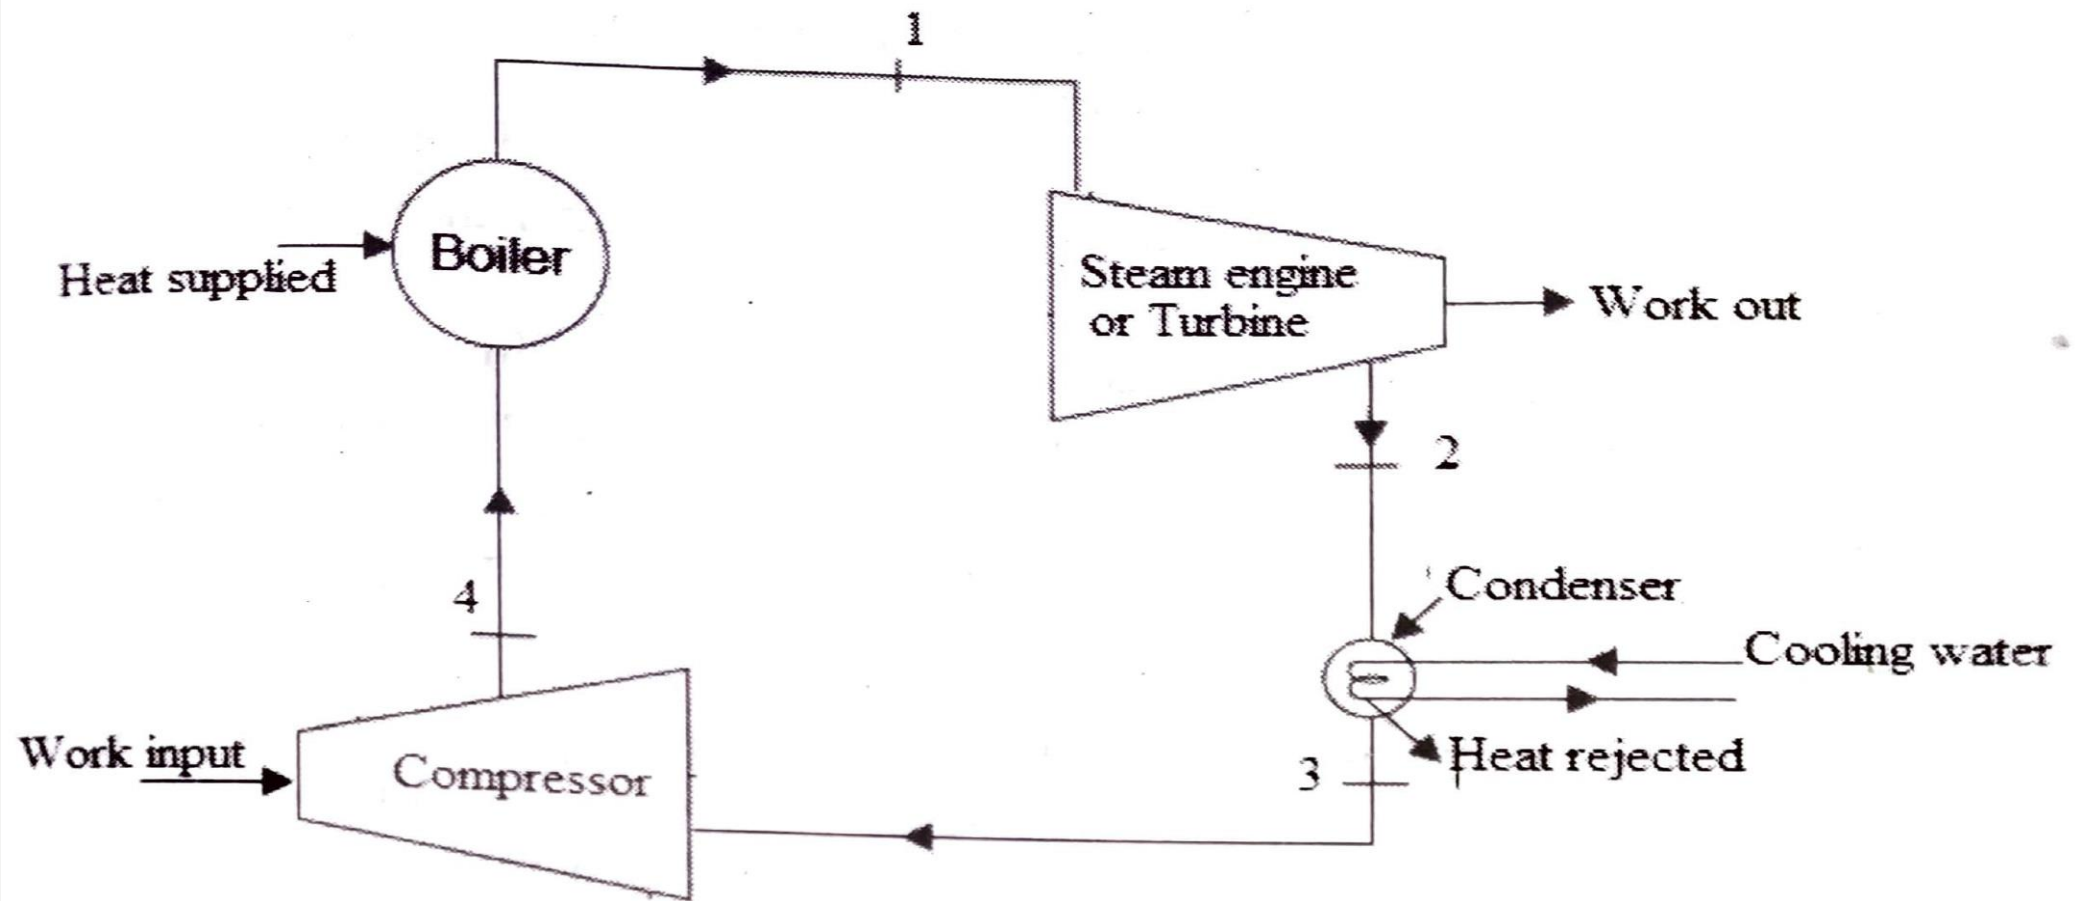 1
Boiler
Heat supplied
Steam engine
or Turbine
Work out
2
Condenser
4
Cooling water
Work input
Compressor
3
Heat rejected